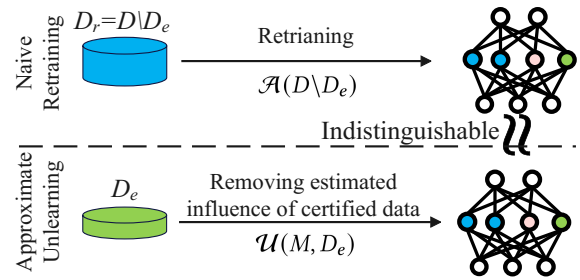 Naive
Retraining
D_r=D\D_e
Retrianing
𝒜(D\D_e)
Indistinguishable
Approximate
Unlearning
D_e
Removing estimated
influence of certified data
𝒰(M, D_e)